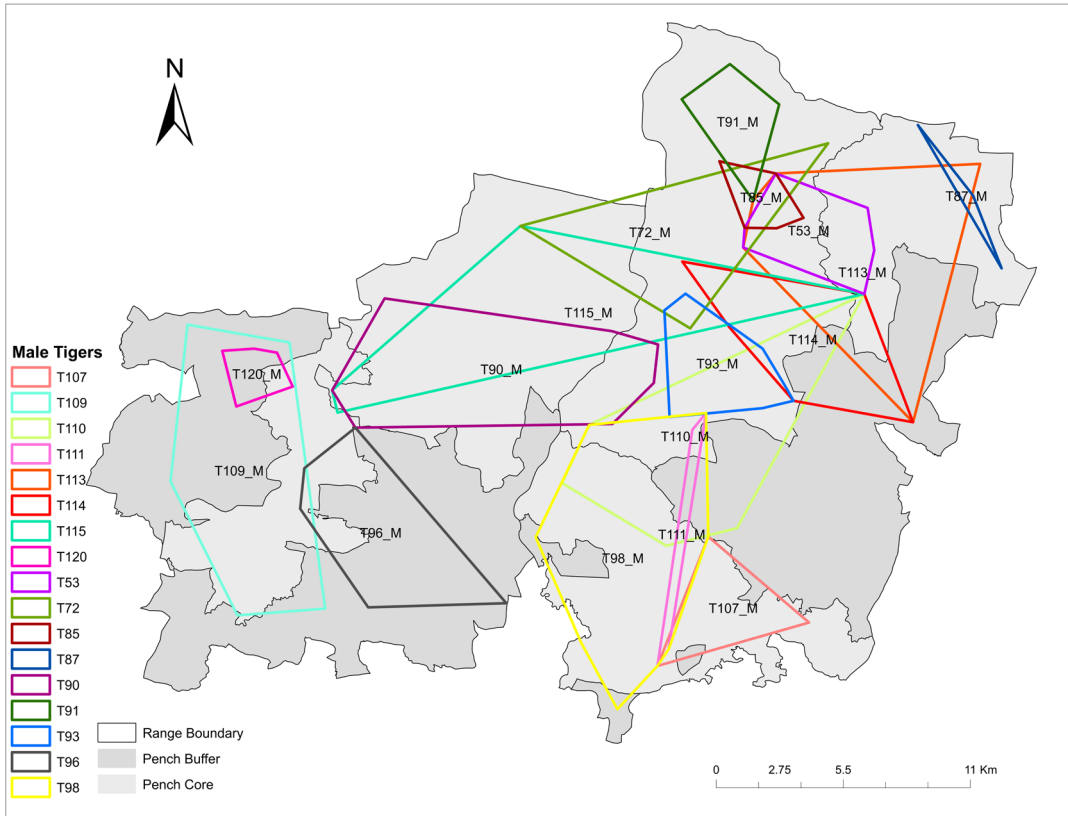 N
T91_M
T85_M
T87_M
T72_M
T53_M
T113_M
T115_M
T114_M
T90_M
T93_M
T120_M
T110_M
T109_M
T96_M
T111_M
T98_M
T107_M
Male Tigers
T107
T109
T110
T111
T113
T114
T115
T120
T53
T72
T85
T87
T90
T91
T93
T96
T98
Range Boundary
Pench Buffer
Pench Core
0 2.75 5.5 11 Km